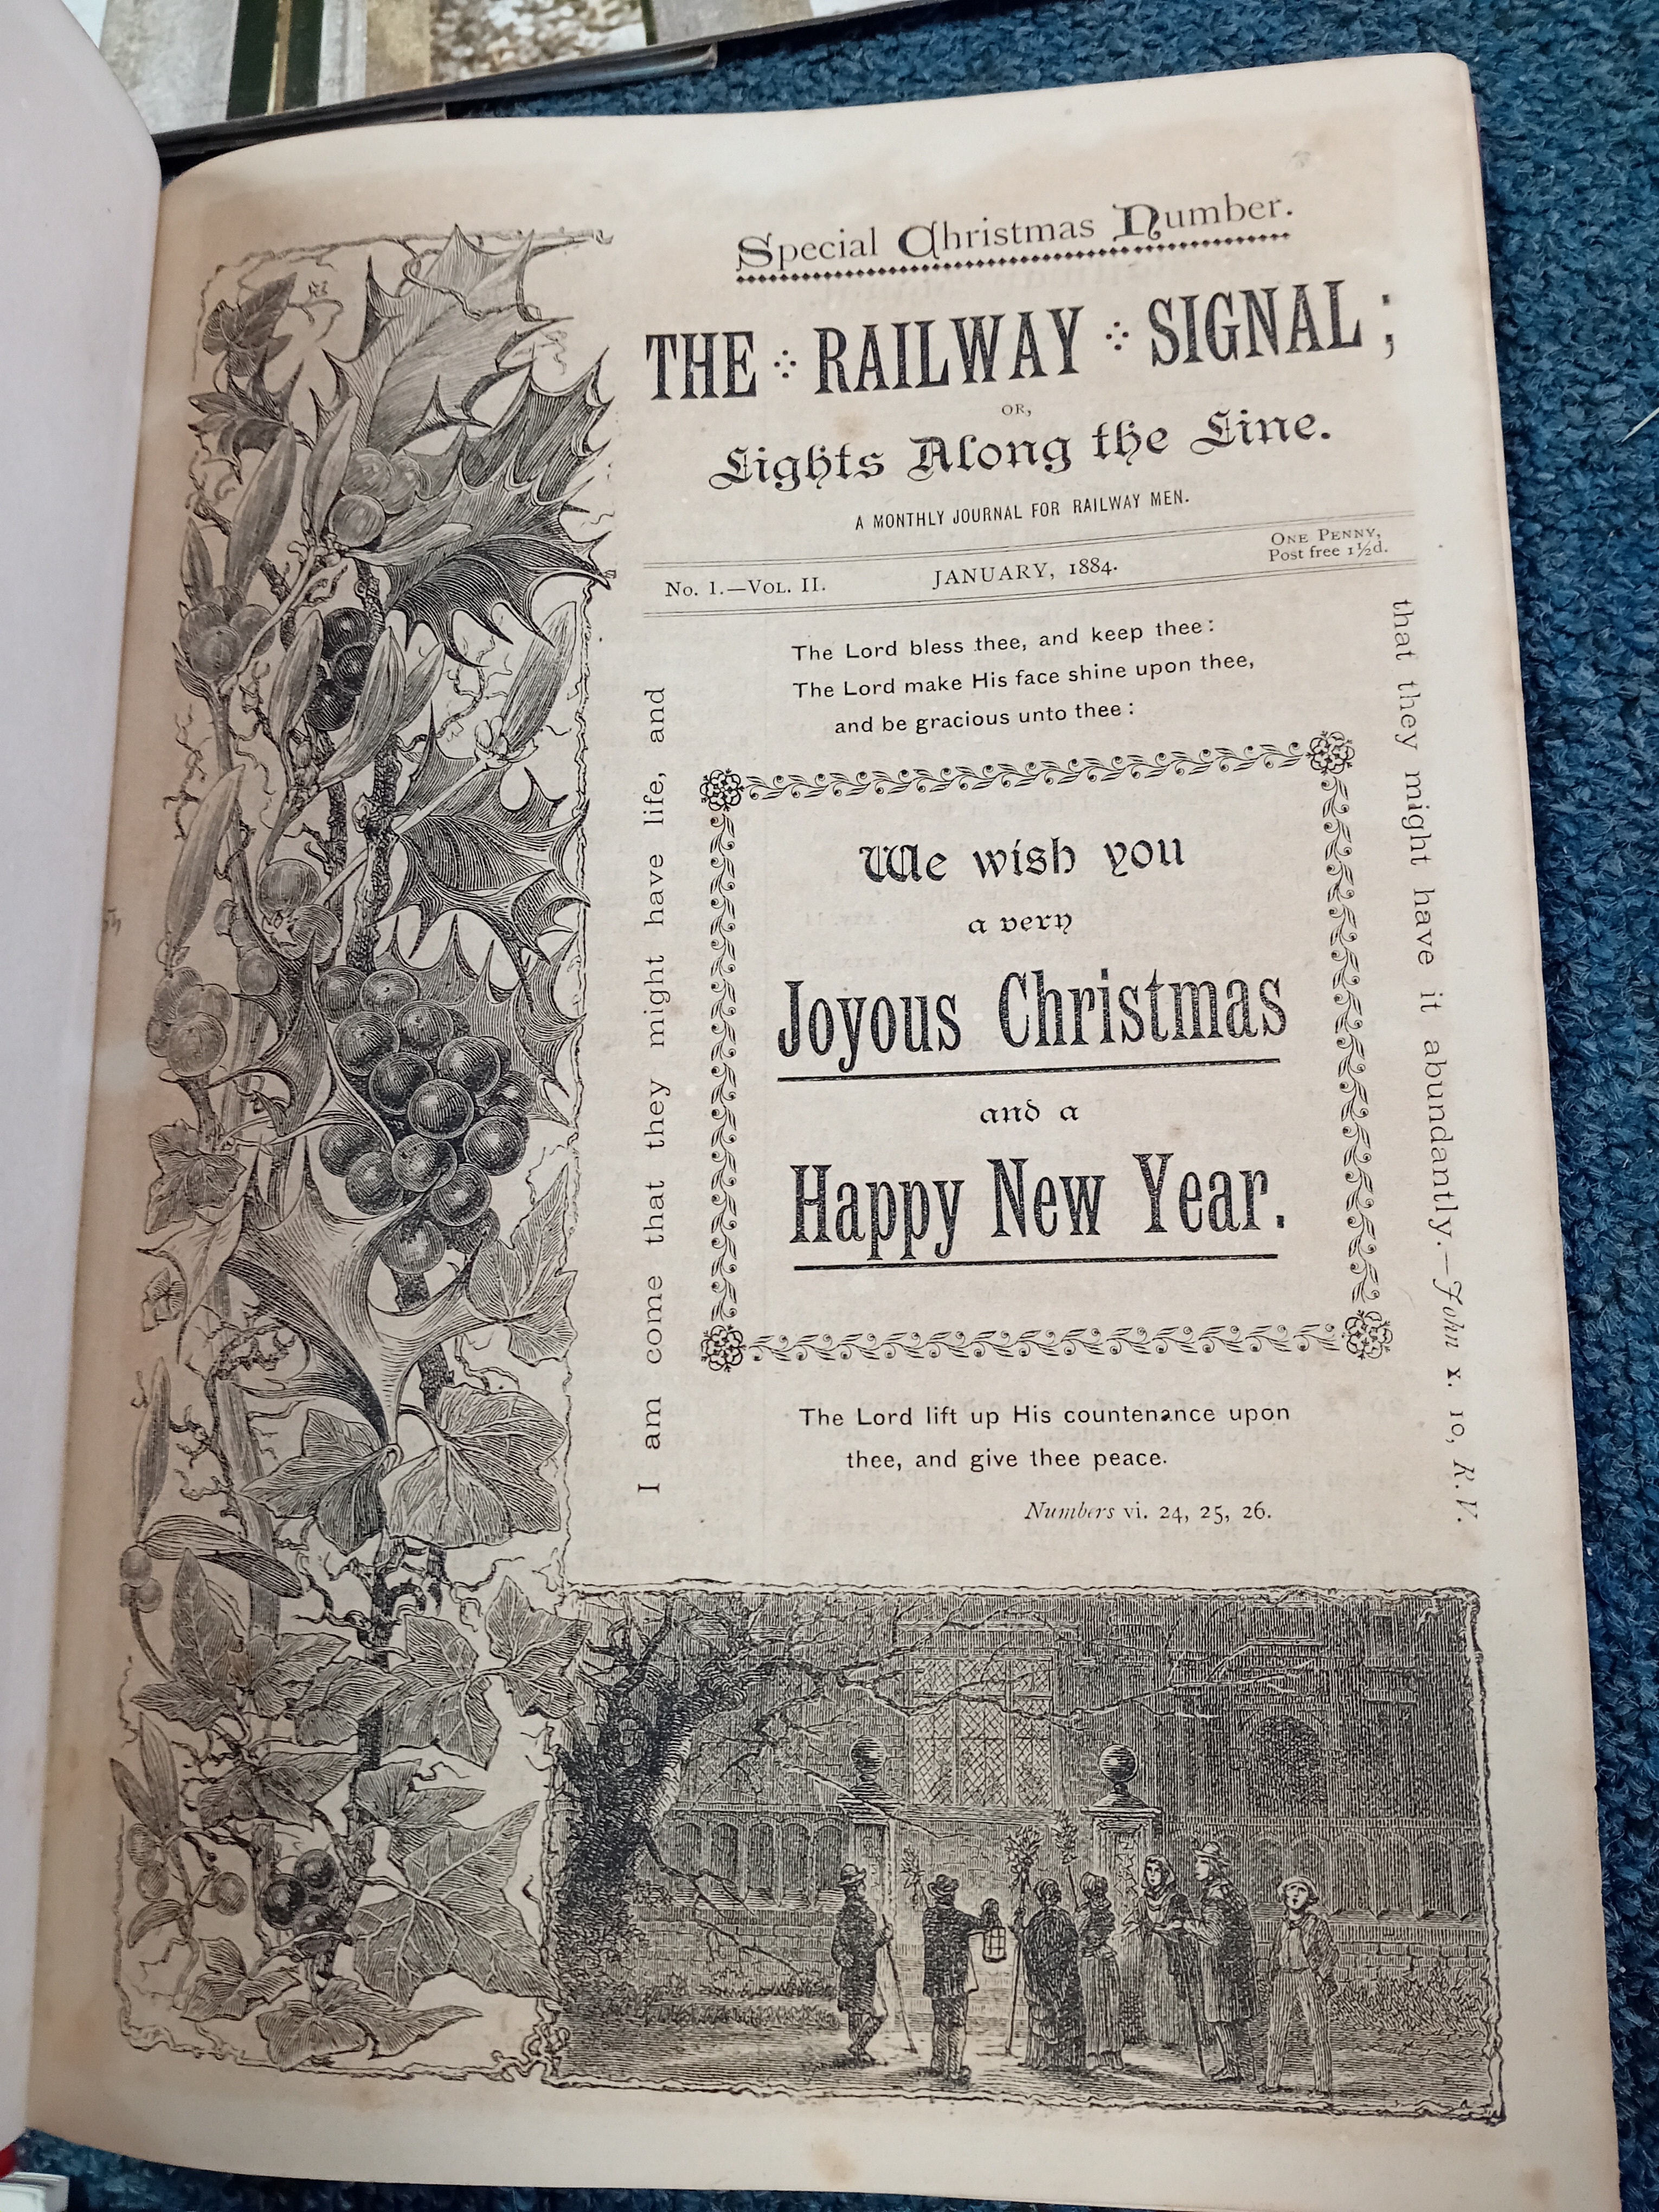 Special Christmas Number.
THE RAILWAY SIGNAL;
OR,
Lights Along the Line.
A MONTHLY JOURNAL FOR RAILWAY MEN.
No. 1.—VOL. II.
JANUARY, 1884.
ONE PENNY,
Post free 1½d.
The Lord bless thee, and keep thee:
The Lord make His face shine upon thee,
and be gracious unto thee:
I am come that they might have life, and
that they might have it abundantly.—John x. 10, R.V.
We wish you
a very
Joyous Christmas
and a
Happy New Year.
The Lord lift up His countenance upon
thee, and give thee peace.
Numbers vi. 24, 25, 26.